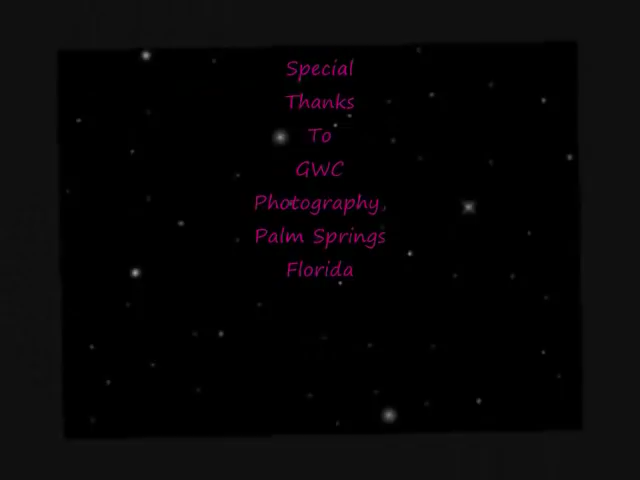 Special
Thanks
To
GWC
Photography,
Palm Springs
Florida